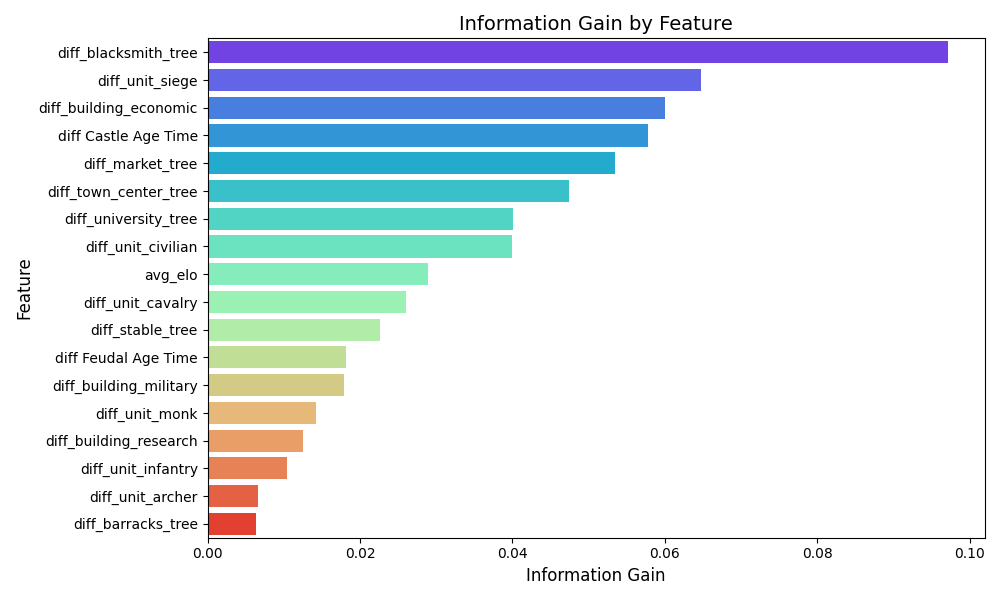 Information Gain by Feature
Feature
diff_blacksmith_tree
diff_unit_siege
diff_building_economic
diff Castle Age Time
diff_market_tree
diff_town_center_tree
diff_university_tree
diff_unit_civilian
avg_elo
diff_unit_cavalry
diff_stable_tree
diff Feudal Age Time
diff_building_military
diff_unit_monk
diff_building_research
diff_unit_infantry
diff_unit_archer
diff_barracks_tree
0.00 0.02 0.04 0.06 0.08 0.10
Information Gain